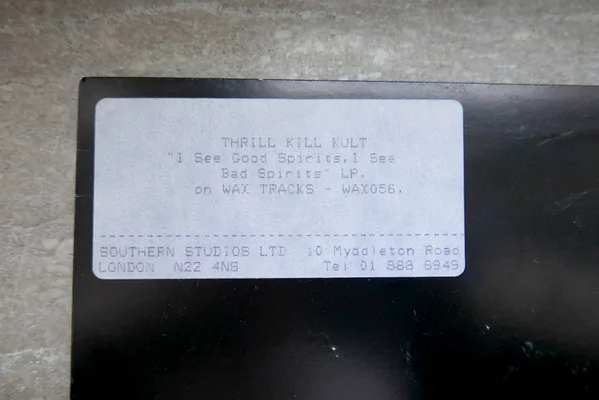 THRILL KILL KULT
"I See Good Spirits.I See
Bad Spirits" LP.
on WAX TRACKS - WAX056.
SOUTHERN STUDIOS LTD 10 Myddleton Road
LONDON N22 4NS Tel 01 888 8949